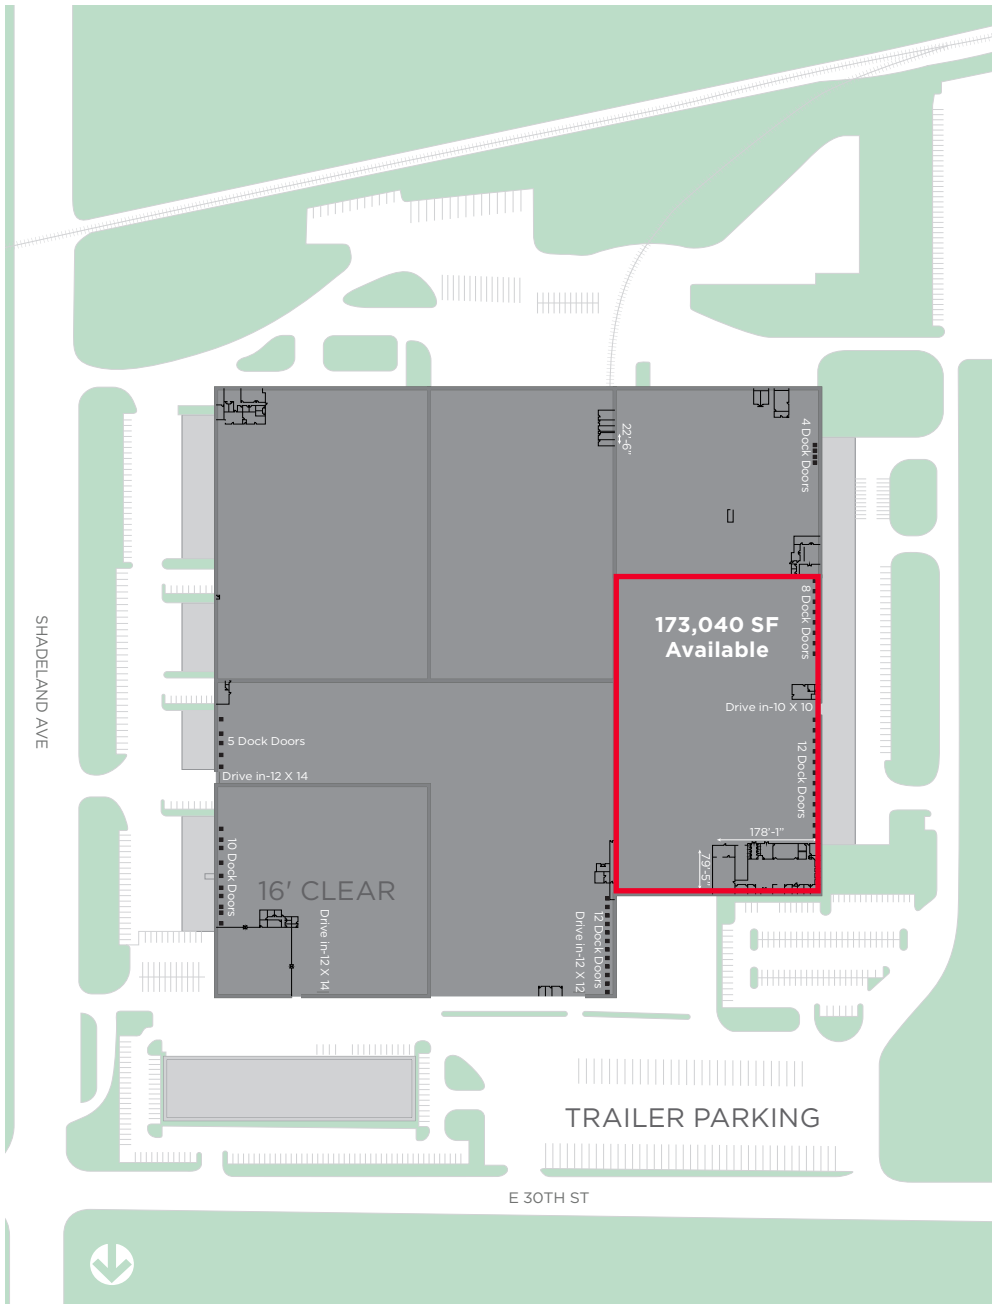 22'-6"
4 Dock Doors
8 Dock Doors
173,040 SF
Available
SHADELAND AVE
Drive in-10 X 10
5 Dock Doors
12 Dock Doors
Drive in-12 X 14
178'-1"
10 Dock Doors
79'-5"
16' CLEAR
Drive in-12 X 14
Drive in-12 X 12
12 Dock Doors
TRAILER PARKING
E 30TH ST